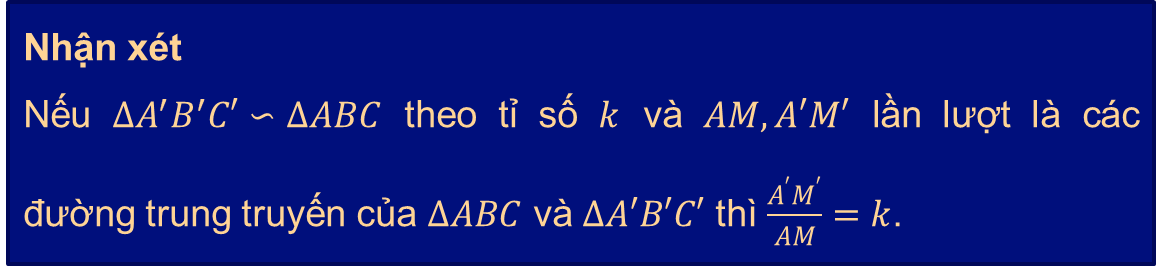 Nhận xét
Nếu ΔA′B′C′ ∽ ΔABC theo tỉ số k và AM, A′M′ lần lượt là các
đường trung truyến của ΔABC và ΔA′B′C′ thì A′M′/AM = k.